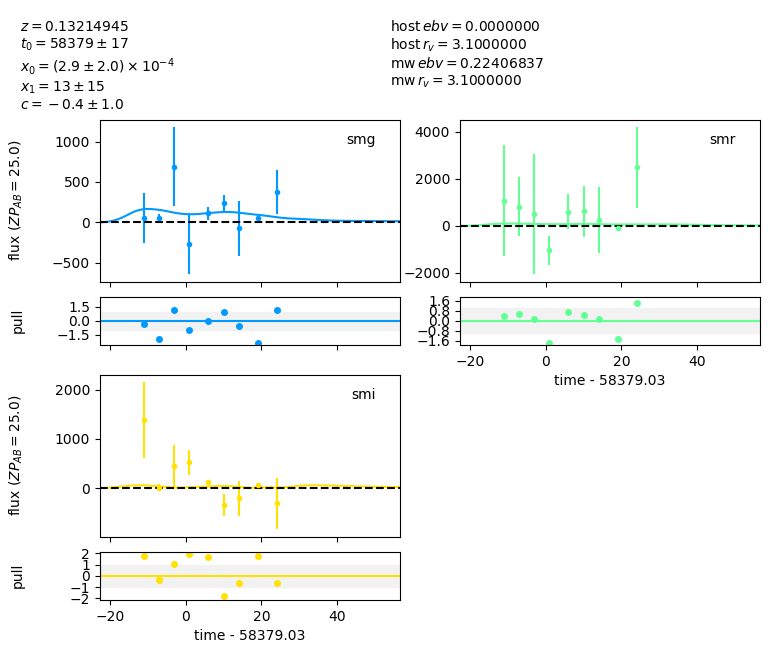 z = 0.13214945
t₀ = 58379 ± 17
x₀ = (2.9 ± 2.0) × 10⁻⁴
x₁ = 13 ± 15
c = −0.4 ± 1.0
host ebv = 0.0000000
host r_v = 3.1000000
mw ebv = 0.22406837
mw r_v = 3.1000000
flux (ZP_AB = 25.0)
1000
500
0
−500
smg
4000
2000
0
−2000
smr
pull
1.5
0.0
−1.5
1.6
0.8
0.0
−0.8
−1.6
−20 0 20 40
time - 58379.03
flux (ZP_AB = 25.0)
2000
1000
0
smi
pull
2
1
0
−1
−2
−20 0 20 40
time - 58379.03